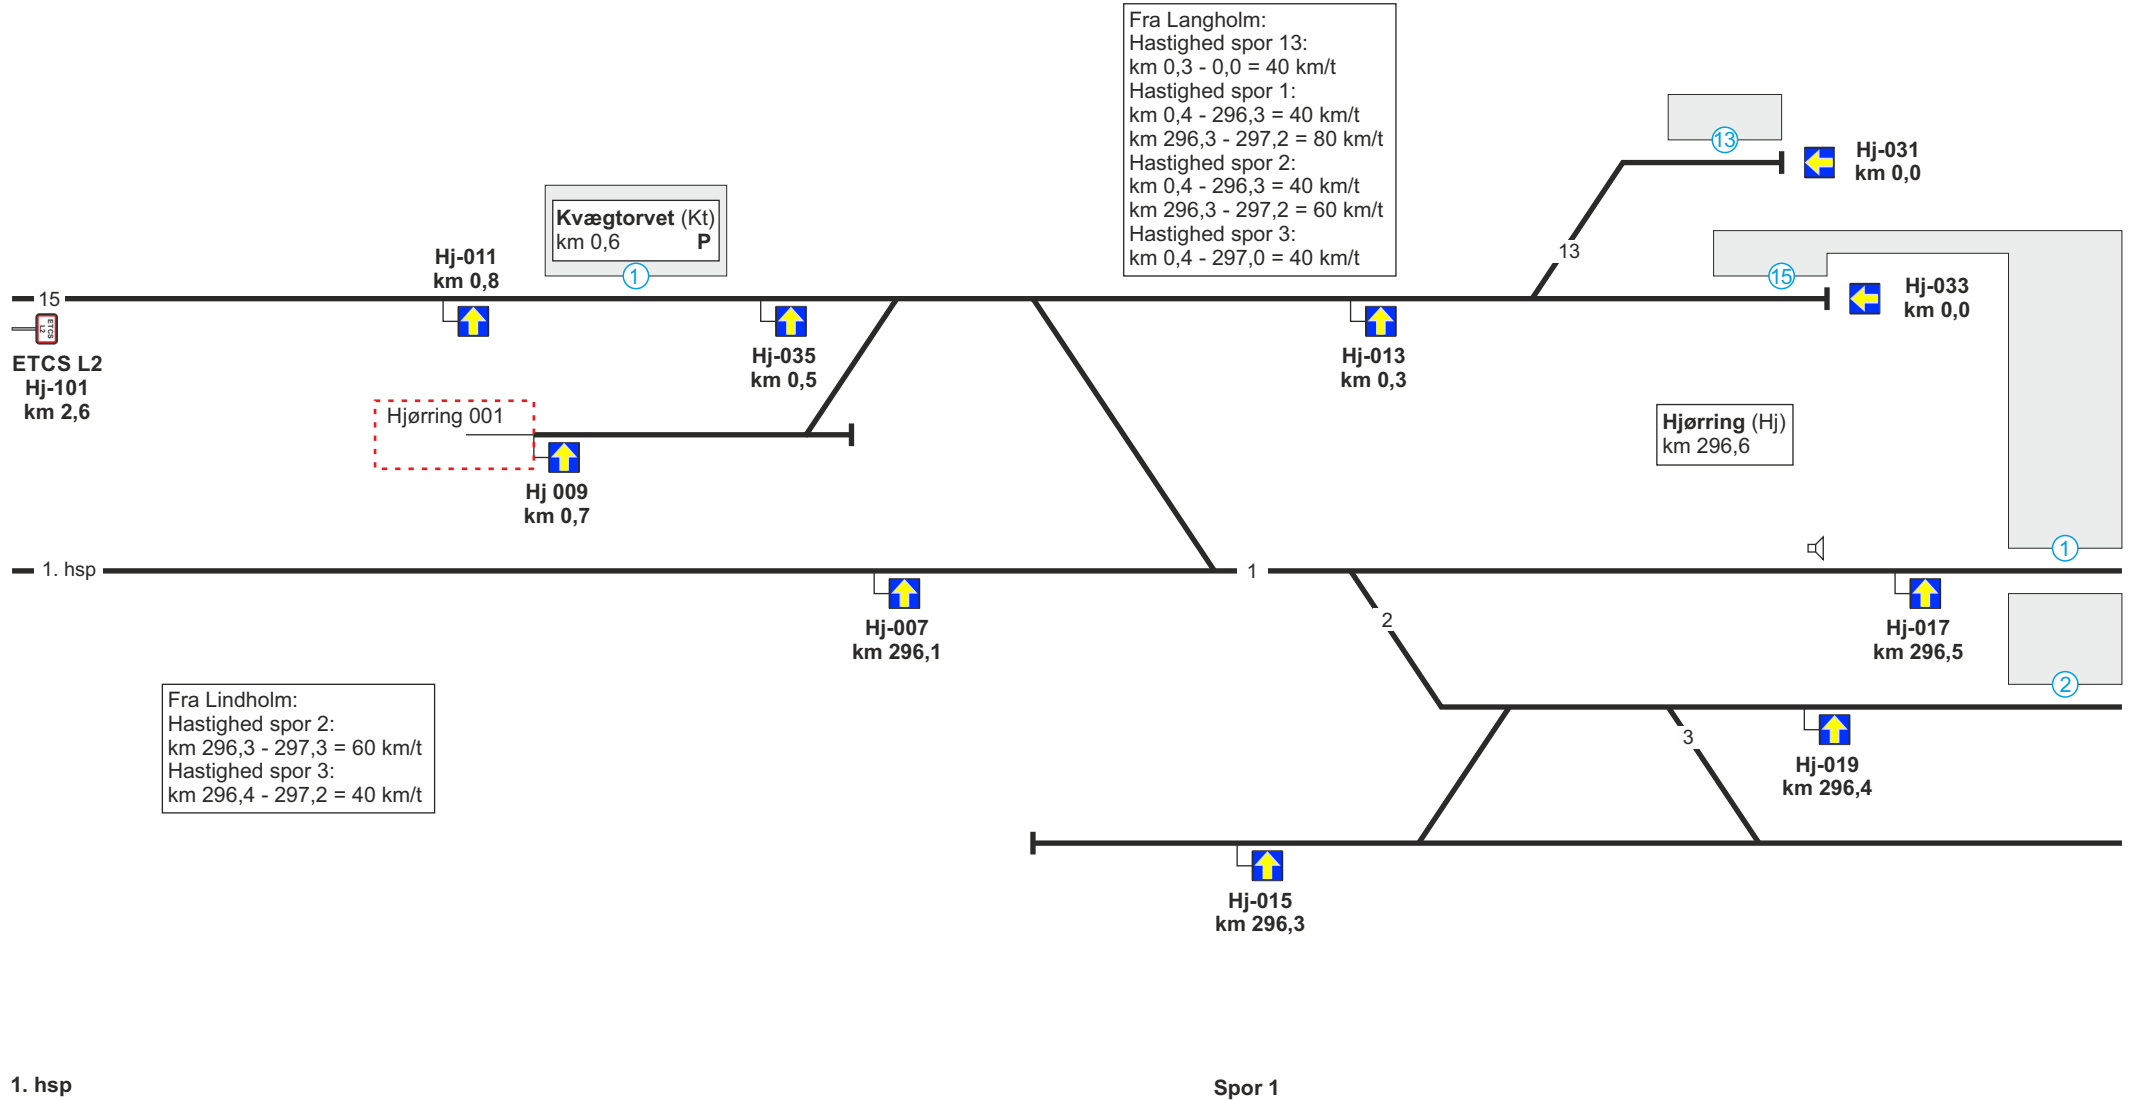 Fra Langholm:
Hastighed spor 13:
km 0,3 - 0,0 = 40 km/t
Hastighed spor 1:
km 0,4 - 296,3 = 40 km/t
km 296,3 - 297,2 = 80 km/t
Hastighed spor 2:
km 0,4 - 296,3 = 40 km/t
km 296,3 - 297,2 = 60 km/t
Hastighed spor 3:
km 0,4 - 297,0 = 40 km/t
13
Hj-031
km 0,0
Kvægtorvet (Kt)
km 0,6 P
1
Hj-011
km 0,8
13
15
Hj-033
km 0,0
15
ETCS L2
ETCS L2
Hj-101
km 2,6
Hj-035
km 0,5
Hj-013
km 0,3
Hjørring 001
Hj 009
km 0,7
Hjørring (Hj)
km 296,6
1
1. hsp
1
Hj-007
km 296,1
2
Hj-017
km 296,5
2
Fra Lindholm:
Hastighed spor 2:
km 296,3 - 297,3 = 60 km/t
Hastighed spor 3:
km 296,4 - 297,2 = 40 km/t
3
Hj-019
km 296,4
Hj-015
km 296,3
1. hsp
Spor 1